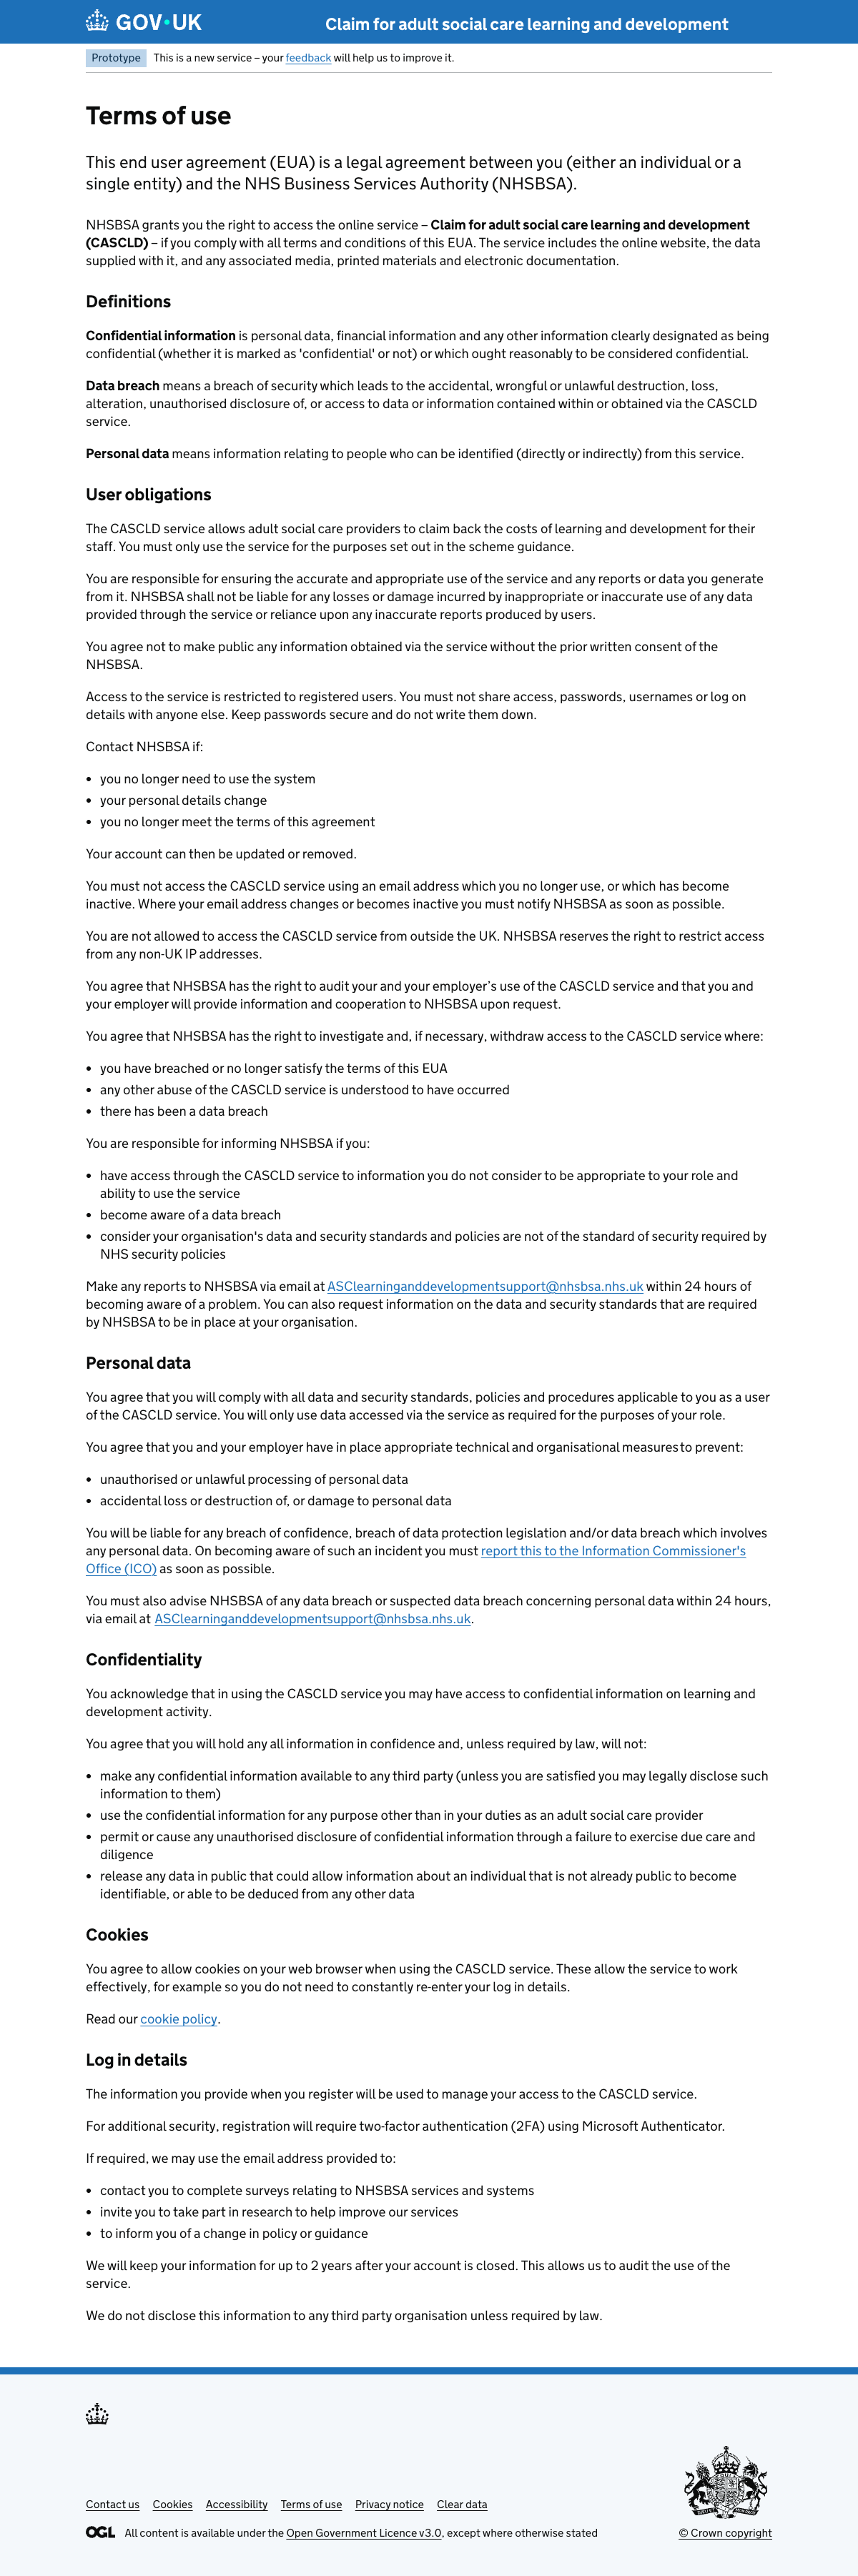 GOV·UK
Claim for adult social care learning and development
Prototype
This is a new service – your feedback will help us to improve it.
Terms of use
This end user agreement (EUA) is a legal agreement between you (either an individual or a
single entity) and the NHS Business Services Authority (NHSBSA).
NHSBSA grants you the right to access the online service – Claim for adult social care learning and development
(CASCLD) – if you comply with all terms and conditions of this EUA. The service includes the online website, the data
supplied with it, and any associated media, printed materials and electronic documentation.
Definitions
Confidential information is personal data, financial information and any other information clearly designated as being
confidential (whether it is marked as 'confidential' or not) or which ought reasonably to be considered confidential.
Data breach means a breach of security which leads to the accidental, wrongful or unlawful destruction, loss,
alteration, unauthorised disclosure of, or access to data or information contained within or obtained via the CASCLD
service.
Personal data means information relating to people who can be identified (directly or indirectly) from this service.
User obligations
The CASCLD service allows adult social care providers to claim back the costs of learning and development for their
staff. You must only use the service for the purposes set out in the scheme guidance.
You are responsible for ensuring the accurate and appropriate use of the service and any reports or data you generate
from it. NHSBSA shall not be liable for any losses or damage incurred by inappropriate or inaccurate use of any data
provided through the service or reliance upon any inaccurate reports produced by users.
You agree not to make public any information obtained via the service without the prior written consent of the
NHSBSA.
Access to the service is restricted to registered users. You must not share access, passwords, usernames or log on
details with anyone else. Keep passwords secure and do not write them down.
Contact NHSBSA if:
• you no longer need to use the system
• your personal details change
• you no longer meet the terms of this agreement
Your account can then be updated or removed.
You must not access the CASCLD service using an email address which you no longer use, or which has become
inactive. Where your email address changes or becomes inactive you must notify NHSBSA as soon as possible.
You are not allowed to access the CASCLD service from outside the UK. NHSBSA reserves the right to restrict access
from any non-UK IP addresses.
You agree that NHSBSA has the right to audit your and your employer’s use of the CASCLD service and that you and
your employer will provide information and cooperation to NHSBSA upon request.
You agree that NHSBSA has the right to investigate and, if necessary, withdraw access to the CASCLD service where:
• you have breached or no longer satisfy the terms of this EUA
• any other abuse of the CASCLD service is understood to have occurred
• there has been a data breach
You are responsible for informing NHSBSA if you:
• have access through the CASCLD service to information you do not consider to be appropriate to your role and
ability to use the service
• become aware of a data breach
• consider your organisation's data and security standards and policies are not of the standard of security required by
NHS security policies
Make any reports to NHSBSA via email at ASClearninganddevelopmentsupport@nhsbsa.nhs.uk within 24 hours of
becoming aware of a problem. You can also request information on the data and security standards that are required
by NHSBSA to be in place at your organisation.
Personal data
You agree that you will comply with all data and security standards, policies and procedures applicable to you as a user
of the CASCLD service. You will only use data accessed via the service as required for the purposes of your role.
You agree that you and your employer have in place appropriate technical and organisational measures to prevent:
• unauthorised or unlawful processing of personal data
• accidental loss or destruction of, or damage to personal data
You will be liable for any breach of confidence, breach of data protection legislation and/or data breach which involves
any personal data. On becoming aware of such an incident you must report this to the Information Commissioner's
Office (ICO) as soon as possible.
You must also advise NHSBSA of any data breach or suspected data breach concerning personal data within 24 hours,
via email at ASClearninganddevelopmentsupport@nhsbsa.nhs.uk.
Confidentiality
You acknowledge that in using the CASCLD service you may have access to confidential information on learning and
development activity.
You agree that you will hold any all information in confidence and, unless required by law, will not:
• make any confidential information available to any third party (unless you are satisfied you may legally disclose such
information to them)
• use the confidential information for any purpose other than in your duties as an adult social care provider
• permit or cause any unauthorised disclosure of confidential information through a failure to exercise due care and
diligence
• release any data in public that could allow information about an individual that is not already public to become
identifiable, or able to be deduced from any other data
Cookies
You agree to allow cookies on your web browser when using the CASCLD service. These allow the service to work
effectively, for example so you do not need to constantly re-enter your log in details.
Read our cookie policy.
Log in details
The information you provide when you register will be used to manage your access to the CASCLD service.
For additional security, registration will require two-factor authentication (2FA) using Microsoft Authenticator.
If required, we may use the email address provided to:
• contact you to complete surveys relating to NHSBSA services and systems
• invite you to take part in research to help improve our services
• to inform you of a change in policy or guidance
We will keep your information for up to 2 years after your account is closed. This allows us to audit the use of the
service.
We do not disclose this information to any third party organisation unless required by law.
Contact us Cookies Accessibility Terms of use Privacy notice Clear data
OGL All content is available under the Open Government Licence v3.0, except where otherwise stated
© Crown copyright